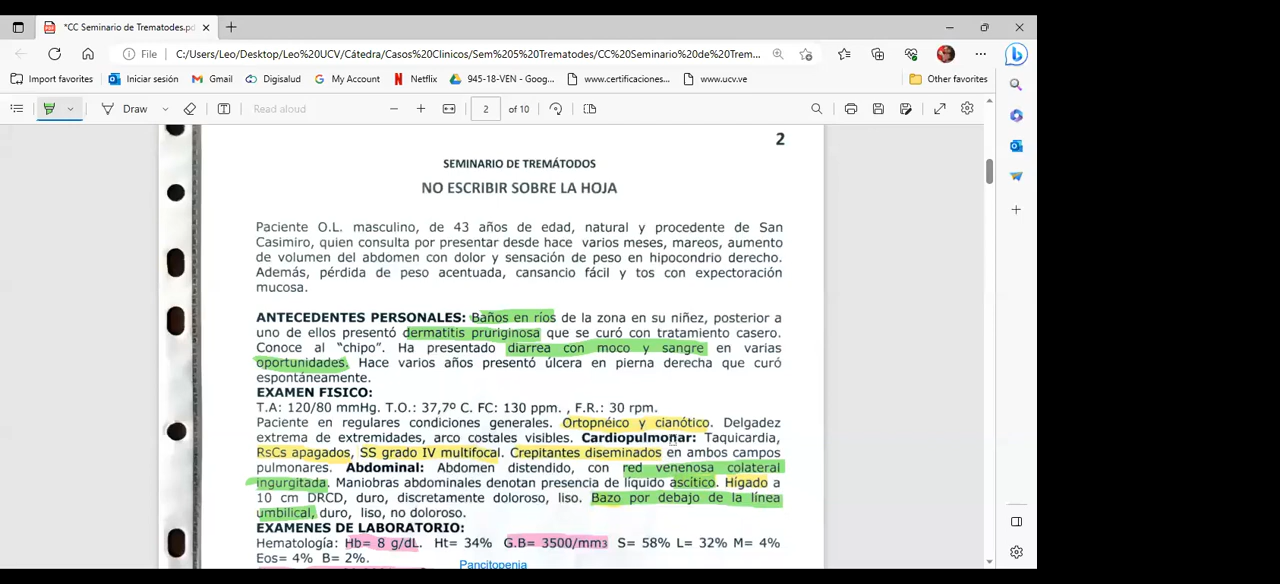 *CC Seminario de Trematodes.pd
File
C:/Users/Leo/Desktop/Leo%20UCV/Cátedra/Casos%20Clinicos/Sem%205%20Trematodes/CC%20Seminario%20de%20Trem...
Import favorites
Iniciar sesión
Gmail
Digisalud
My Account
Netflix
945-18-VEN - Goog...
www.certificaciones...
www.ucv.ve
Other favorites
Draw
Read aloud
2 of 10
2
SEMINARIO DE TREMÁTODOS
NO ESCRIBIR SOBRE LA HOJA
Paciente O.L. masculino, de 43 años de edad, natural y procedente de San
Casimiro, quien consulta por presentar desde hace varios meses, mareos, aumento
de volumen del abdomen con dolor y sensación de peso en hipocondrio derecho.
Además, pérdida de peso acentuada, cansancio fácil y tos con expectoración
mucosa.
ANTECEDENTES PERSONALES: Baños en ríos de la zona en su niñez, posterior a
uno de ellos presentó dermatitis pruriginosa que se curó con tratamiento casero.
Conoce al “chipo”. Ha presentado diarrea con moco y sangre en varias
oportunidades. Hace varios años presentó úlcera en pierna derecha que curó
espontáneamente.
EXAMEN FISICO:
T.A: 120/80 mmHg. T.O.: 37,7º C. FC: 130 ppm. , F.R.: 30 rpm.
Paciente en regulares condiciones generales. Ortopnéico y cianótico. Delgadez
extrema de extremidades, arco costales visibles. Cardiopulmonar: Taquicardia,
RsCs apagados, SS grado IV multifocal. Crepitantes diseminados en ambos campos
pulmonares. Abdominal: Abdomen distendido, con red venenosa colateral
ingurgitada. Maniobras abdominales denotan presencia de liquido ascítico. Hígado a
10 cm DRCD, duro, discretamente doloroso, liso. Bazo por debajo de la línea
umbilical, duro, liso, no doloroso.
EXAMENES DE LABORATORIO:
Hematología: Hb= 8 g/dL. Ht= 34% G.B= 3500/mm3 S= 58% L= 32% M= 4%
Eos= 4% B= 2%.
Pancitopenia